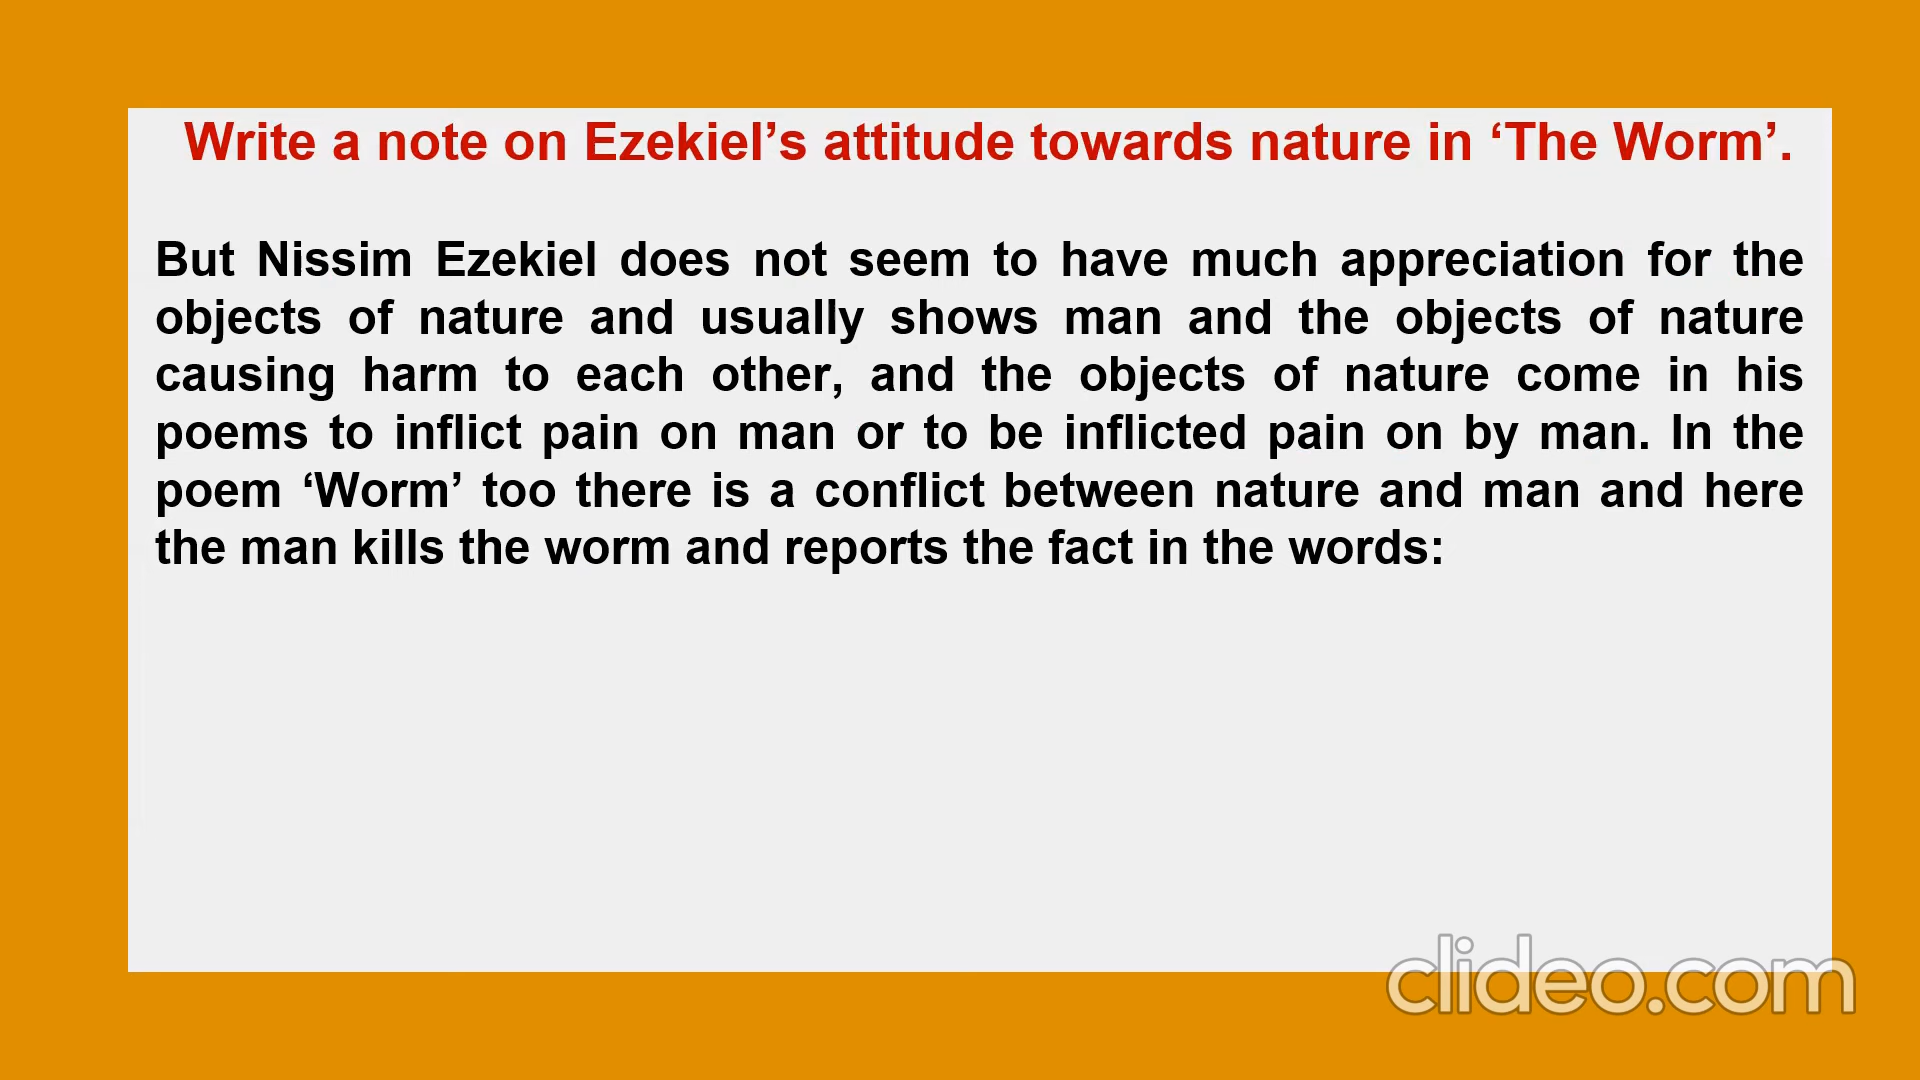 Write a note on Ezekiel’s attitude towards nature in ‘The Worm’.
But Nissim Ezekiel does not seem to have much appreciation for the
objects of nature and usually shows man and the objects of nature
causing harm to each other, and the objects of nature come in his
poems to inflict pain on man or to be inflicted pain on by man. In the
poem ‘Worm’ too there is a conflict between nature and man and here
the man kills the worm and reports the fact in the words:
clideo.com